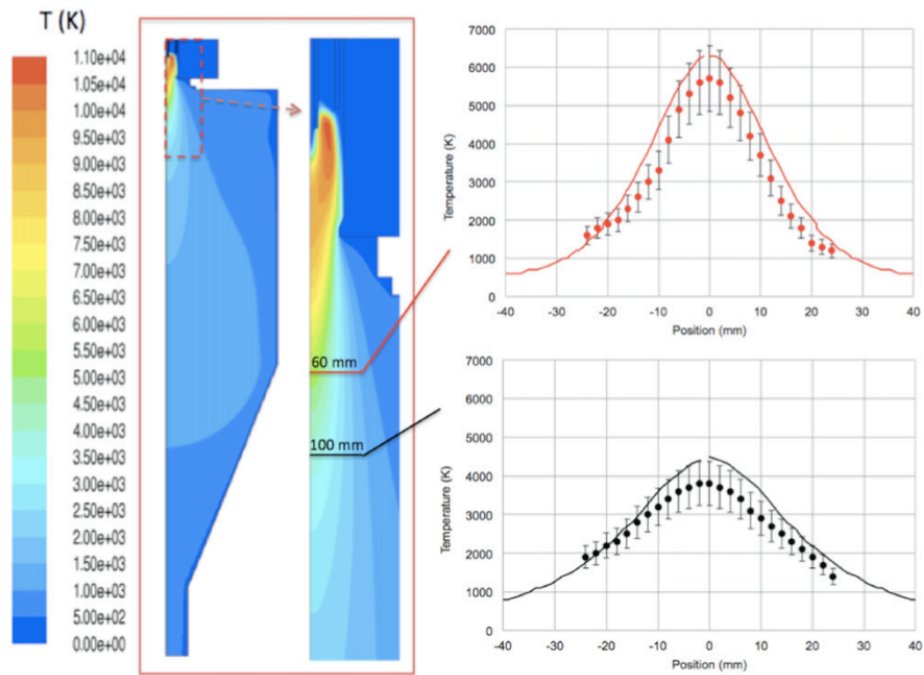 T (K)
1.10e+04
1.05e+04
1.00e+04
9.50e+03
9.00e+03
8.50e+03
8.00e+03
7.50e+03
7.00e+03
6.50e+03
6.00e+03
5.50e+03
5.00e+03
4.50e+03
4.00e+03
3.50e+03
3.00e+03
2.50e+03
2.00e+03
1.50e+03
1.00e+03
5.00e+02
0.00e+00
60 mm
100 mm
Temperature (K)
7000
6000
5000
4000
3000
2000
1000
0
-40 -30 -20 -10 0 10 20 30 40
Position (mm)
Temperature (K)
7000
6000
5000
4000
3000
2000
1000
0
-40 -30 -20 -10 0 10 20 30 40
Position (mm)